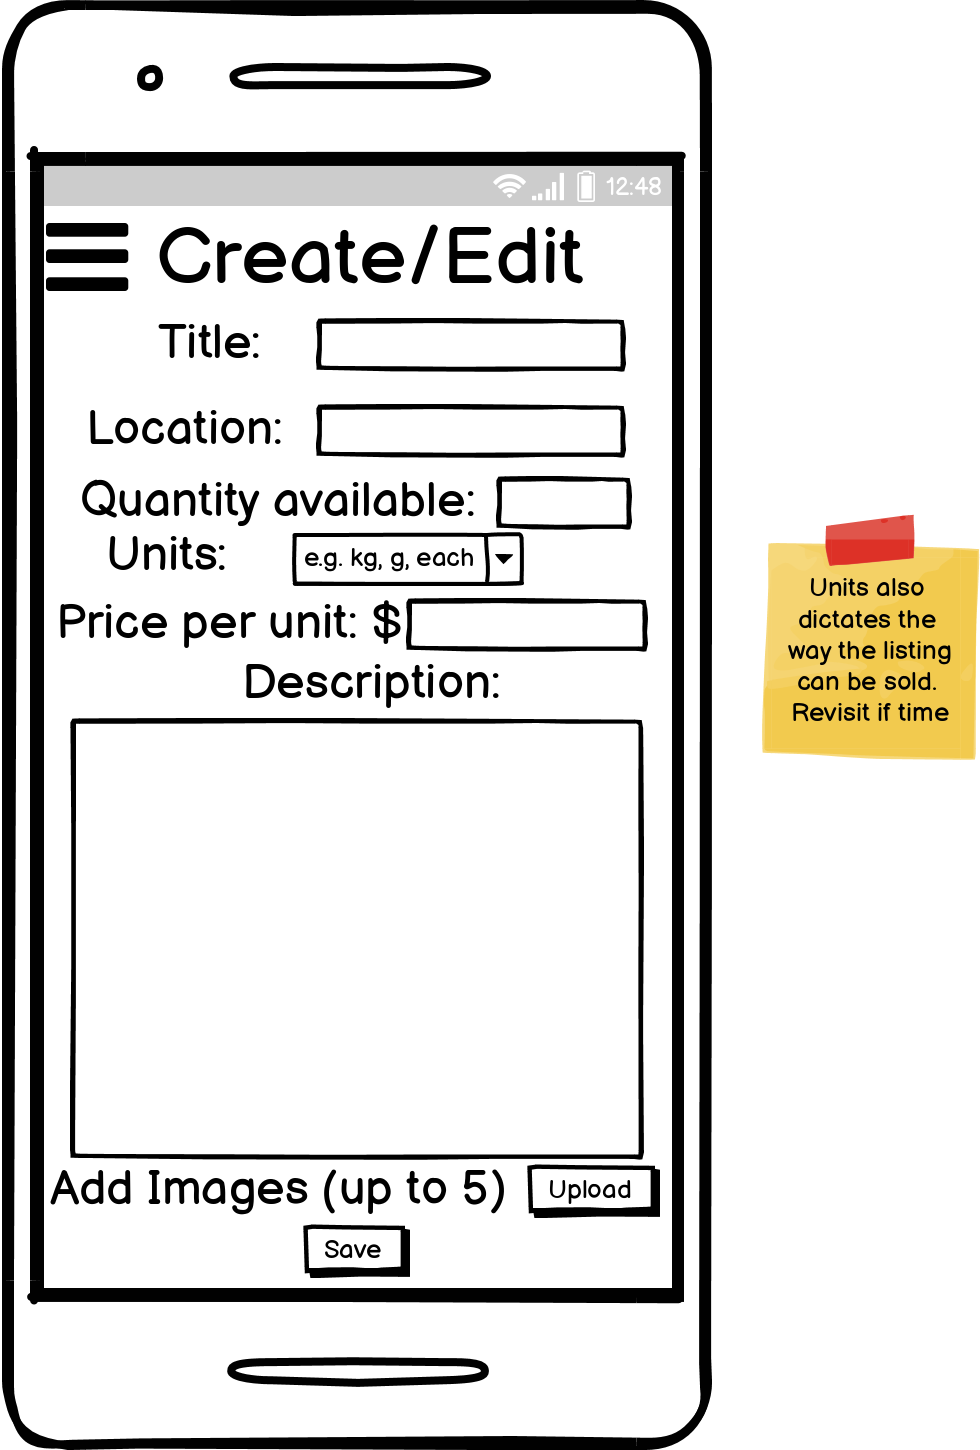 12:48
Create/Edit
Title:
Location:
Quantity available:
Units:
e.g. kg, g, each
Price per unit: $
Description:
Add Images (up to 5)
Upload
Save
Units also
dictates the
way the listing
can be sold.
Revisit if time